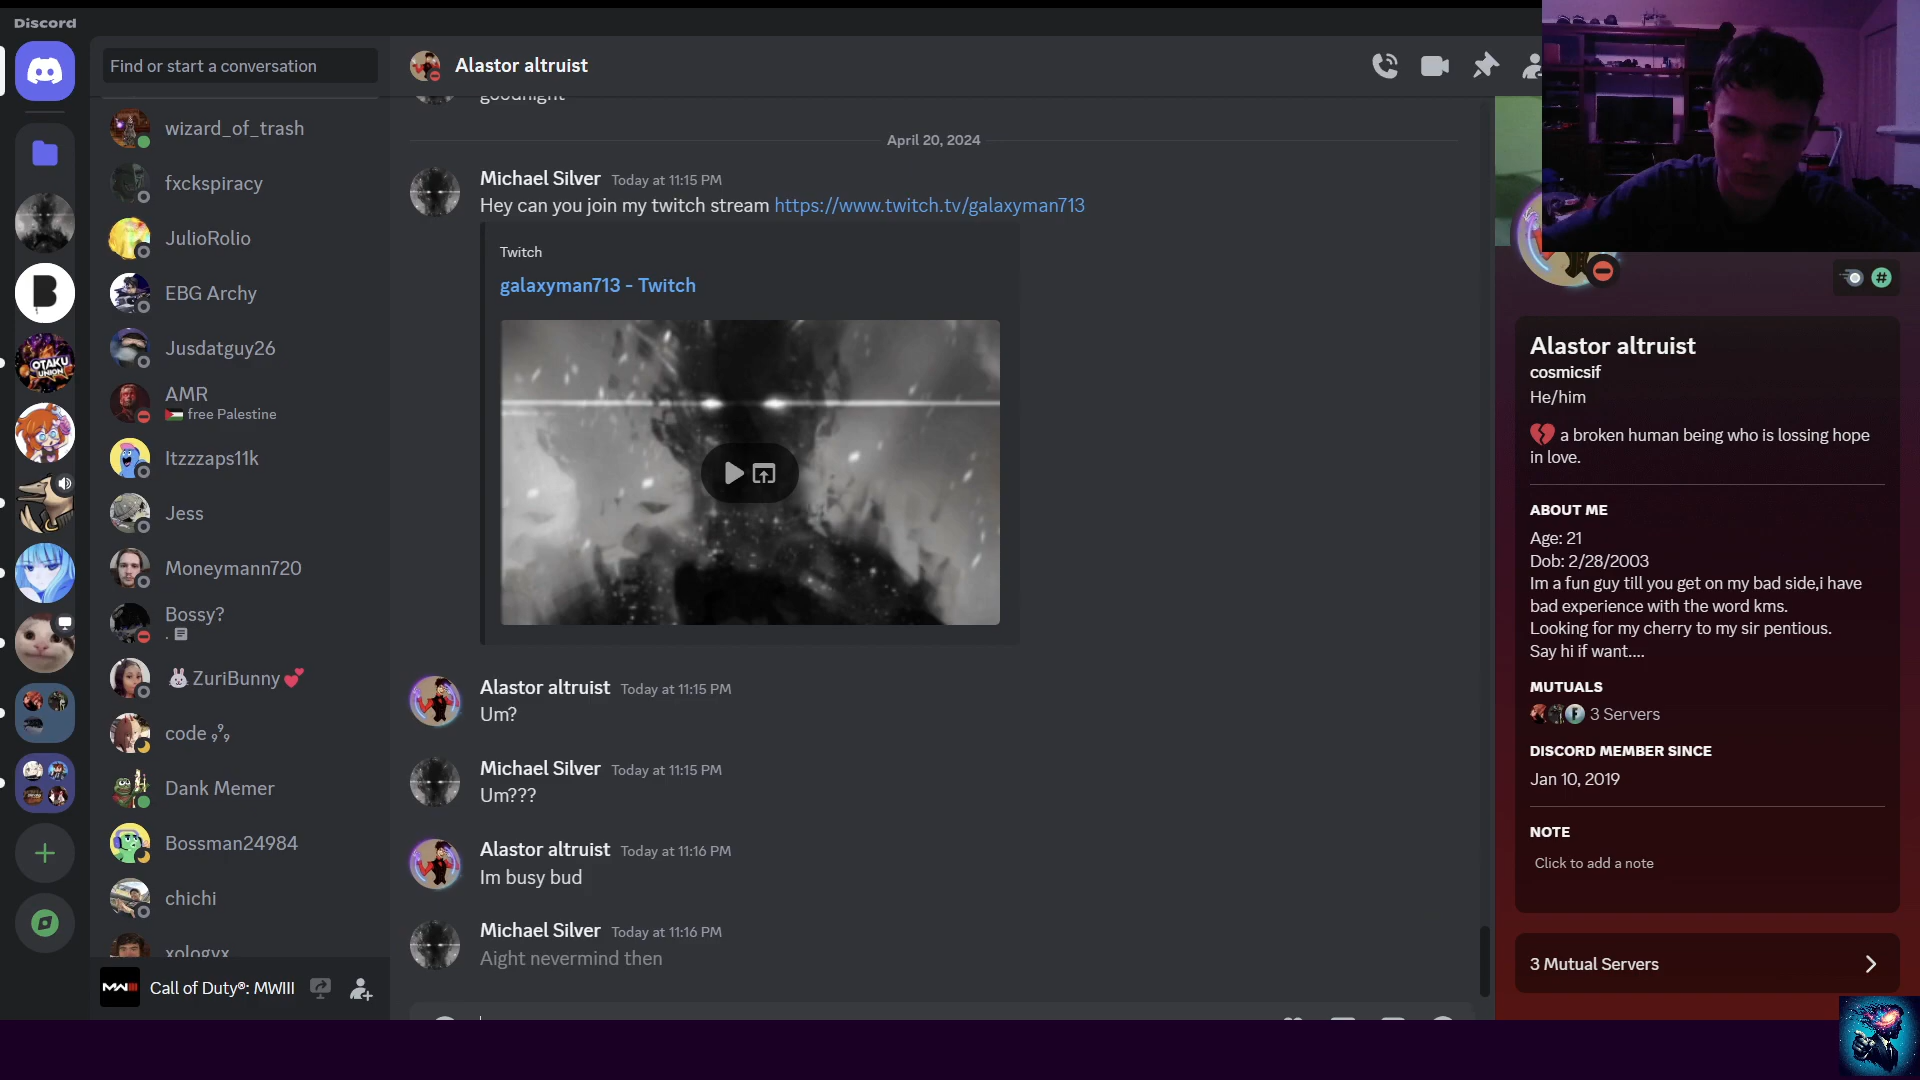 Discord
Find or start a conversation
wizard_of_trash
fxckspiracy
JulioRolio
EBG Archy
Jusdatguy26
AMR
free Palestine
Itzzzaps11k
Jess
Moneymann720
Bossy?
.
🐰ZuriBunny💕
code
Dank Memer
Bossman24984
chichi
xologyx
MWIII
Call of Duty®: MWIII
B
OTAKU
UNION
Alastor altruist
goodnight
April 20, 2024
Michael Silver Today at 11:15 PM
Hey can you join my twitch stream https://www.twitch.tv/galaxyman713
Twitch
galaxyman713 - Twitch
Alastor altruist Today at 11:15 PM
Um?
Michael Silver Today at 11:15 PM
Um???
Alastor altruist Today at 11:16 PM
Im busy bud
Michael Silver Today at 11:16 PM
Aight nevermind then
#
Alastor altruist
cosmicsif
He/him
💔 a broken human being who is lossing hope
in love.
ABOUT ME
Age: 21
Dob: 2/28/2003
Im a fun guy till you get on my bad side,i have
bad experience with the word kms.
Looking for my cherry to my sir pentious.
Say hi if want....
MUTUALS
F 3 Servers
DISCORD MEMBER SINCE
Jan 10, 2019
NOTE
Click to add a note
3 Mutual Servers